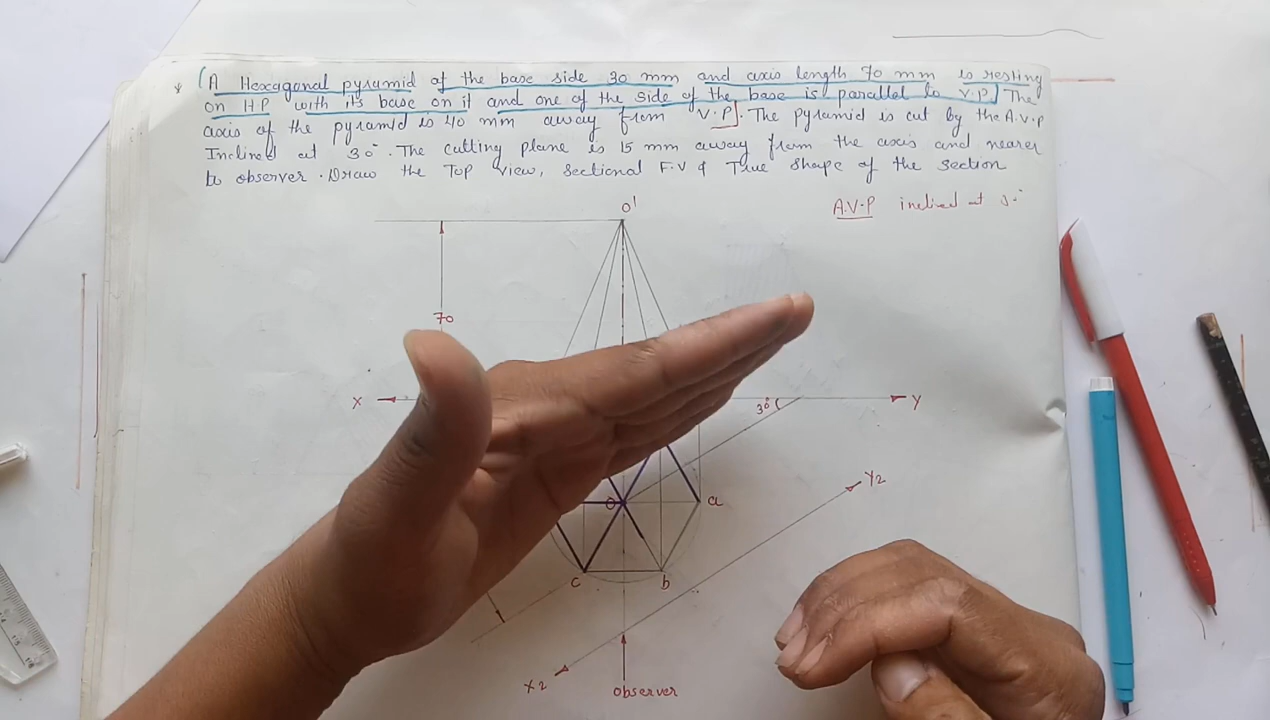 * (A Hexagonal pyramid of the base side 30 mm and axis length 70 mm is resting
on H.P with its base on it and one of the side of the base is parallel to V.P] The
axis of the pyramid is 40 mm away from V.P]. The pyramid is cut by the A.V.P
Inclined at 30°. The cutting plane is 15 mm away from the axis and nearer
to observer. Draw the Top view, Sectional F.V & True shape of the section
A.V.P inclined at
O'
70
X
30°
Y
Y2
O
a
c
b
X2
observer